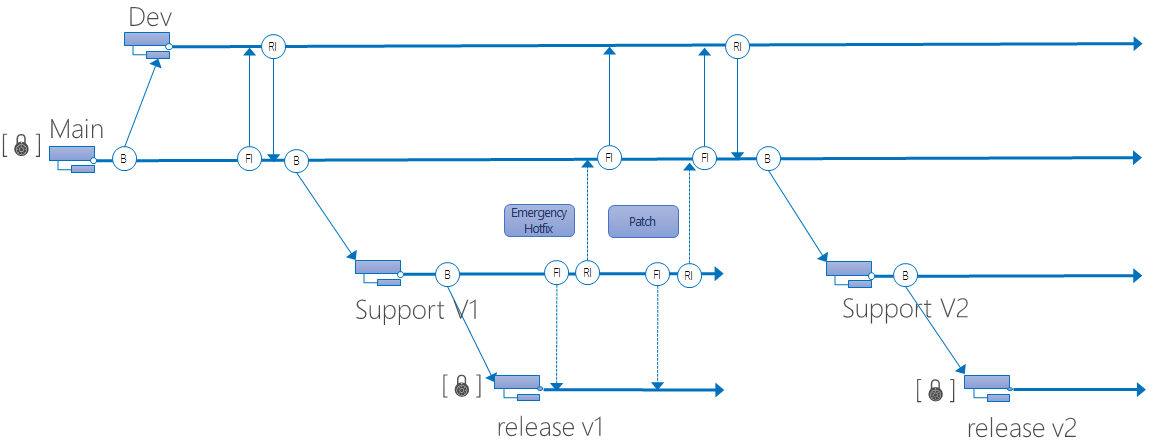 Dev
RI
RI
Main
B
FI
B
FI
FI
B
Emergency
Hotfix
Patch
B
FI
RI
FI
RI
B
Support V1
Support V2
[ ]
[ ]
[ ]
release v1
release v2